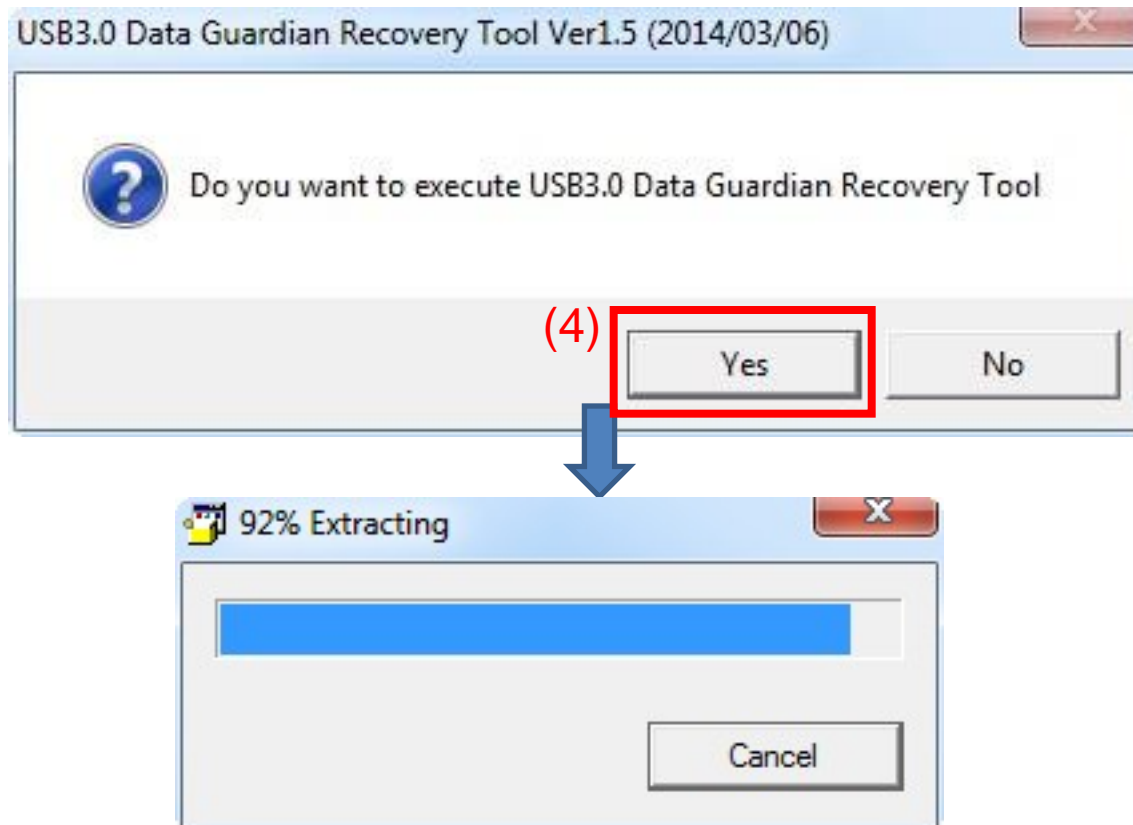 USB3.0 Data Guardian Recovery Tool Ver1.5 (2014/03/06)
Do you want to execute USB3.0 Data Guardian Recovery Tool
(4)
Yes
No
92% Extracting
Cancel